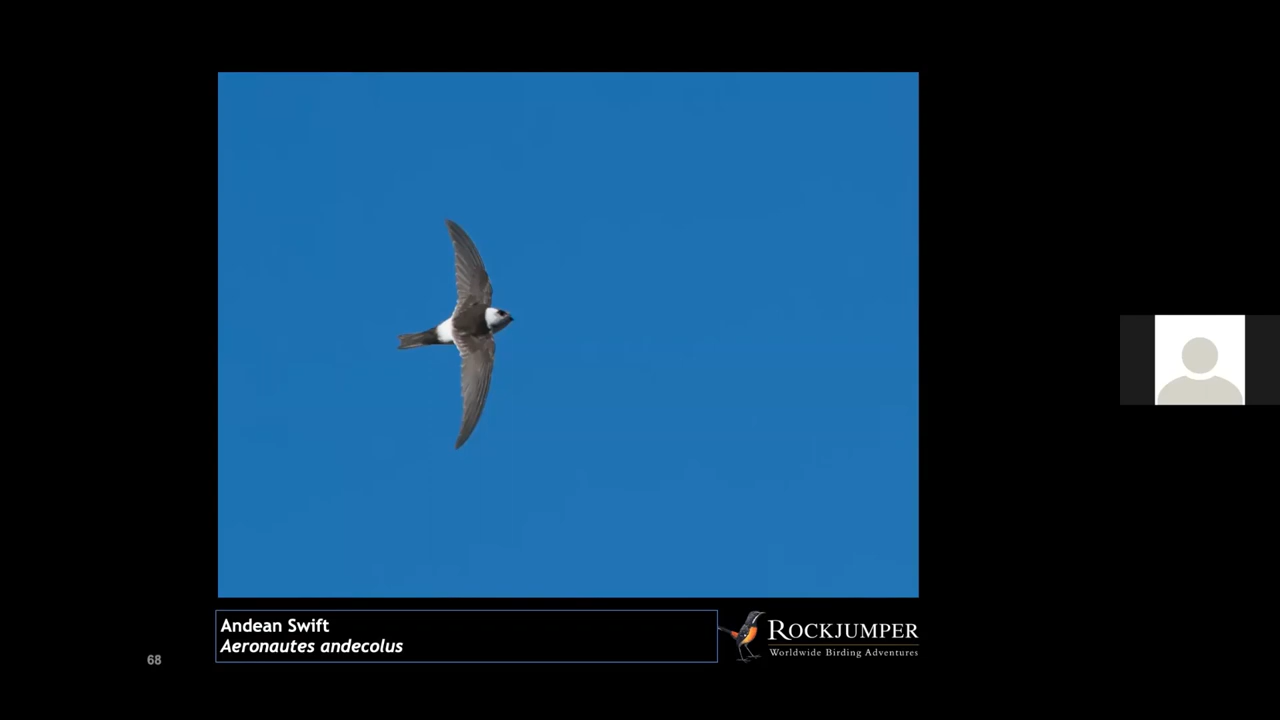 Andean Swift
Aeronautes andecolus
ROCKJUMPER
Worldwide Birding Adventures
68